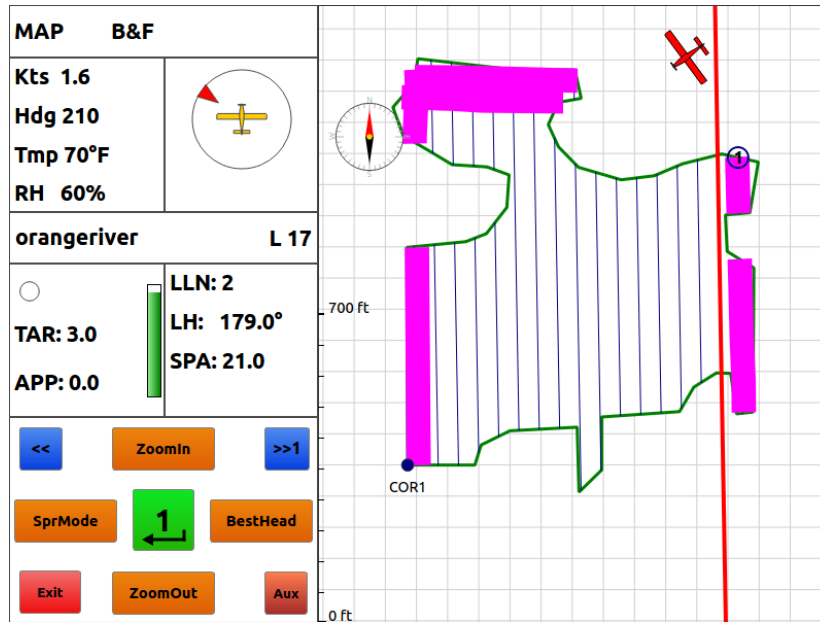 MAP B&F
Kts 1.6
Hdg 210
Tmp 70°F
RH 60%
orangeriver L 17
TAR: 3.0
APP: 0.0
LLN: 2
LH: 179.0°
SPA: 21.0
<< ZoomIn >>1
SprMode 1 BestHead
Exit ZoomOut Aux
N
W
S
1
700 ft
COR1
0 ft